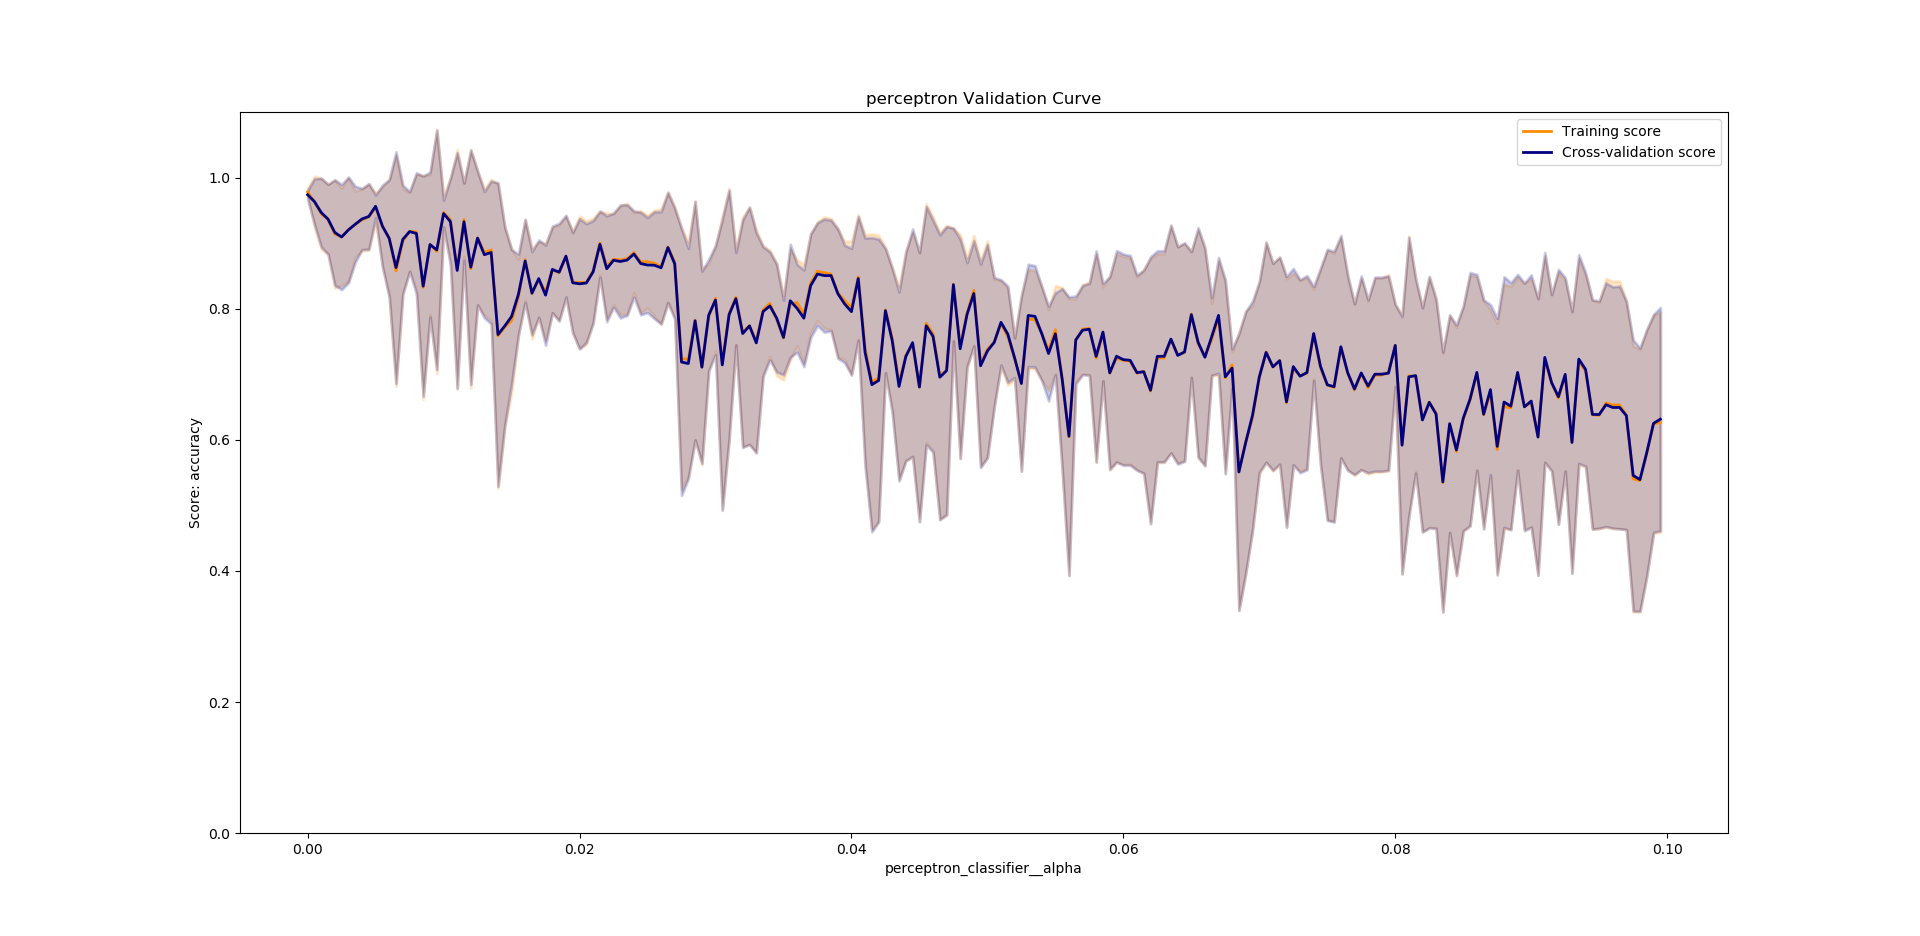 perceptron Validation Curve
Training score
Cross-validation score
1.0
0.8
0.6
0.4
0.2
0.0
Score: accuracy
0.00 0.02 0.04 0.06 0.08 0.10
perceptron_classifier__alpha